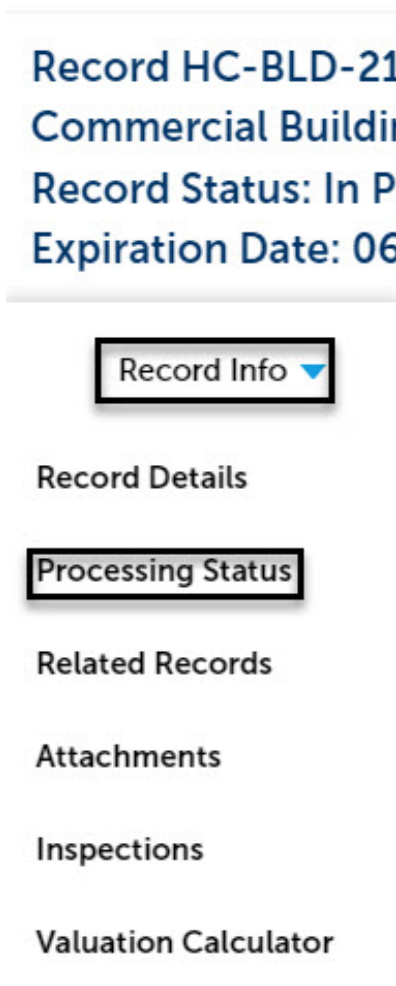 Record HC-BLD-21
Commercial Buildin
Record Status: In P
Expiration Date: 06
Record Info
Record Details
Processing Status
Related Records
Attachments
Inspections
Valuation Calculator